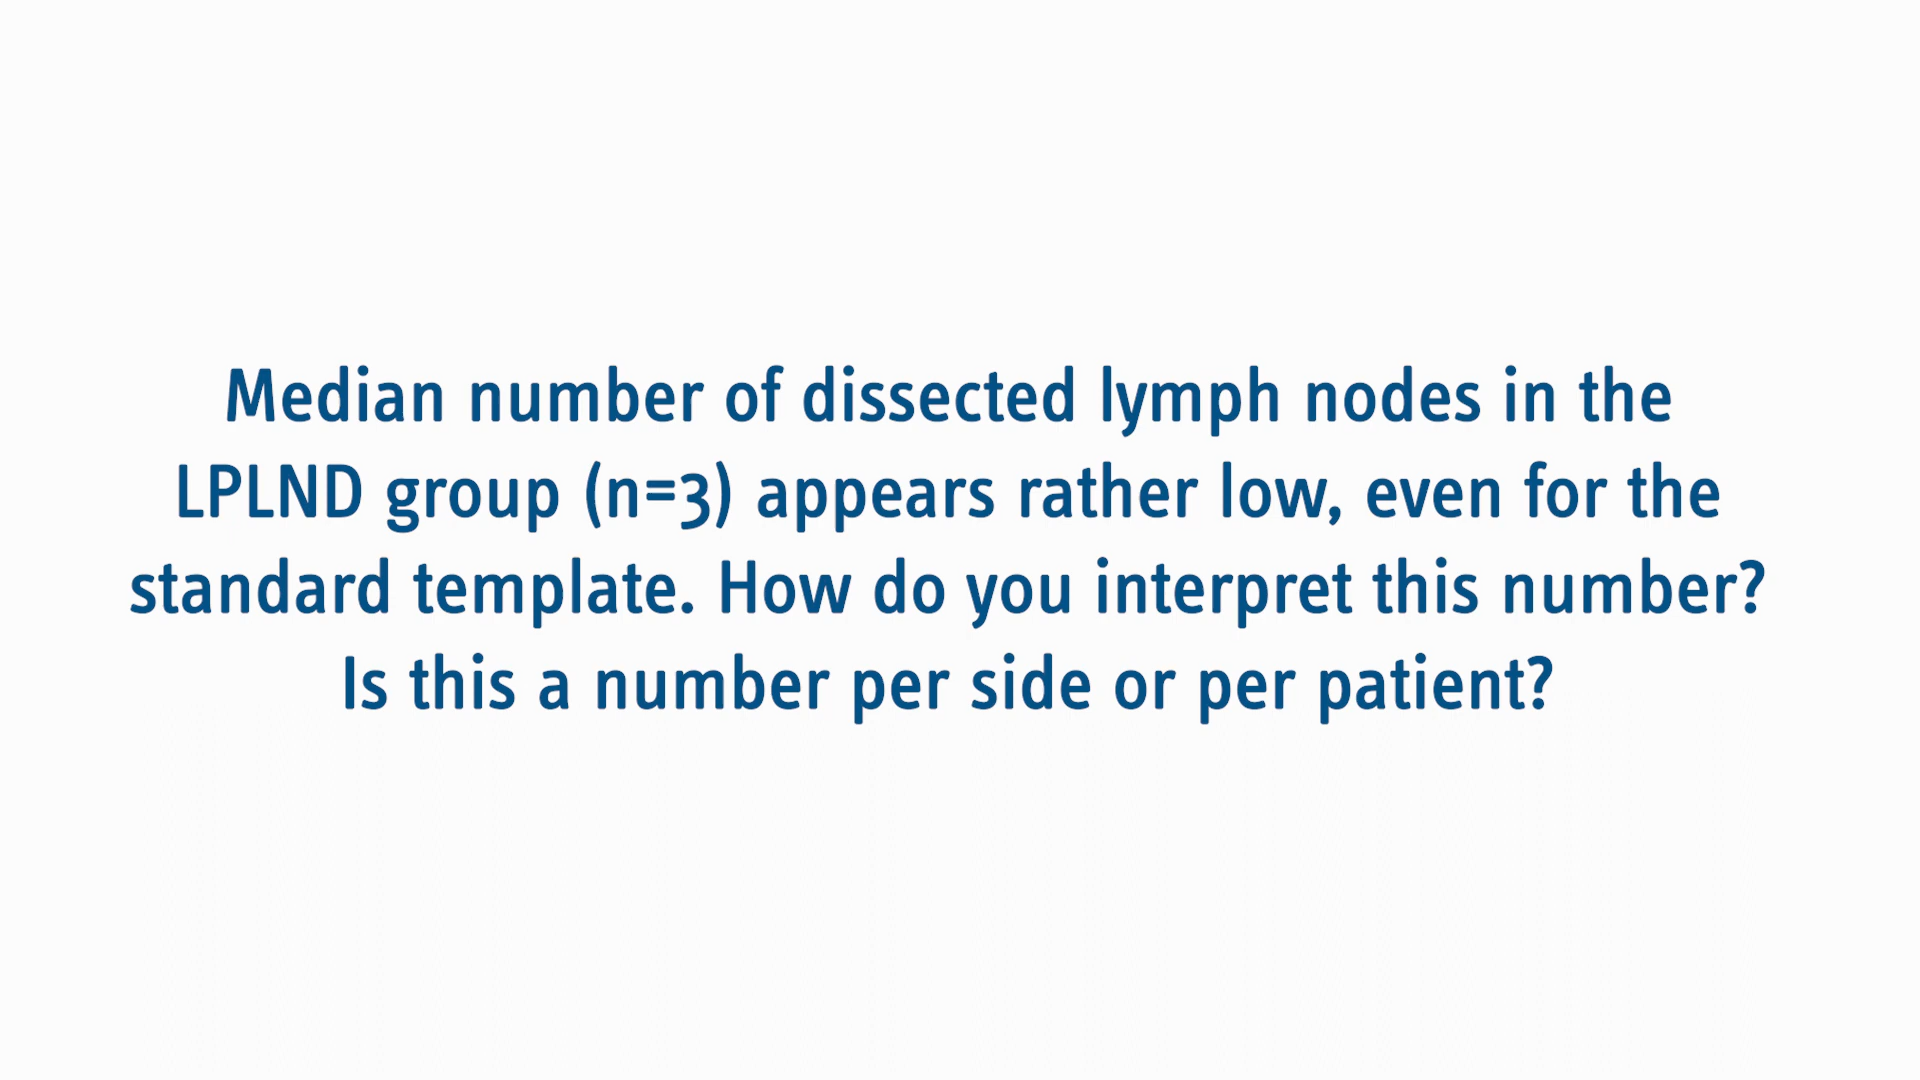 Median number of dissected lymph nodes in the
LPLND group (n=3) appears rather low, even for the
standard template. How do you interpret this number?
Is this a number per side or per patient?